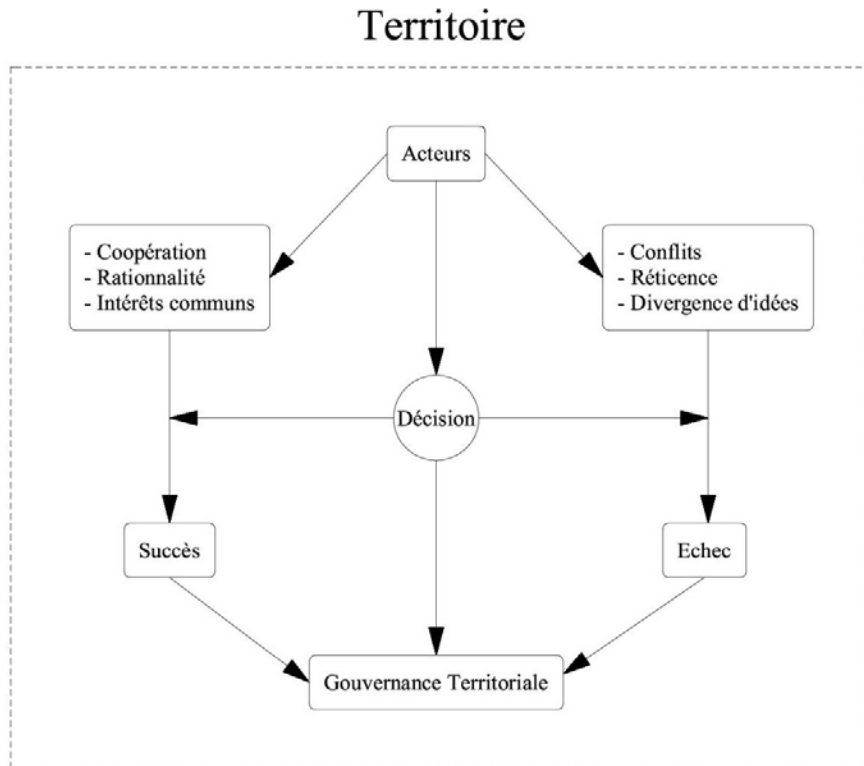 Territoire
Acteurs
- Coopération
- Rationnalité
- Intérêts communs
- Conflits
- Réticence
- Divergence d'idées
Décision
Succès
Echec
Gouvernance Territoriale